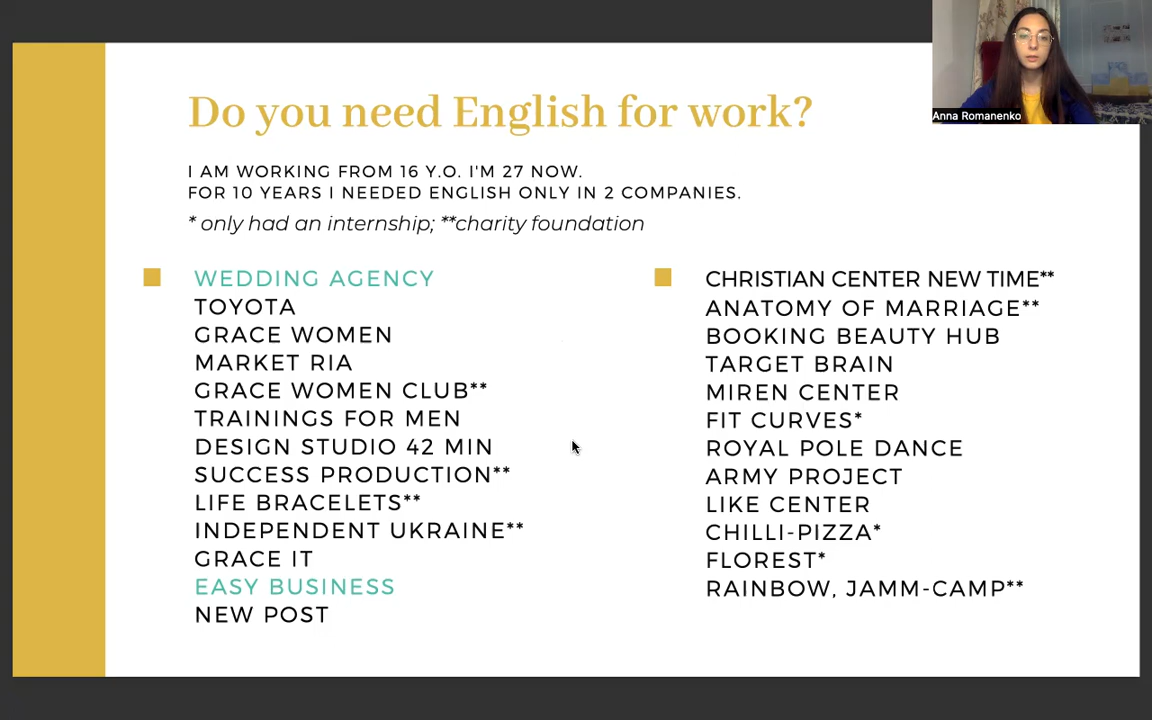 Do you need English for work?
I AM WORKING FROM 16 Y.O. I'M 27 NOW.
FOR 10 YEARS I NEEDED ENGLISH ONLY IN 2 COMPANIES.
* only had an internship; **charity foundation
WEDDING AGENCY
TOYOTA
GRACE WOMEN
MARKET RIA
GRACE WOMEN CLUB**
TRAININGS FOR MEN
DESIGN STUDIO 42 MIN
SUCCESS PRODUCTION**
LIFE BRACELETS**
INDEPENDENT UKRAINE**
GRACE IT
EASY BUSINESS
NEW POST
CHRISTIAN CENTER NEW TIME**
ANATOMY OF MARRIAGE**
BOOKING BEAUTY HUB
TARGET BRAIN
MIREN CENTER
FIT CURVES*
ROYAL POLE DANCE
ARMY PROJECT
LIKE CENTER
CHILLI-PIZZA*
FLOREST*
RAINBOW, JAMM-CAMP**
Anna Romanenko